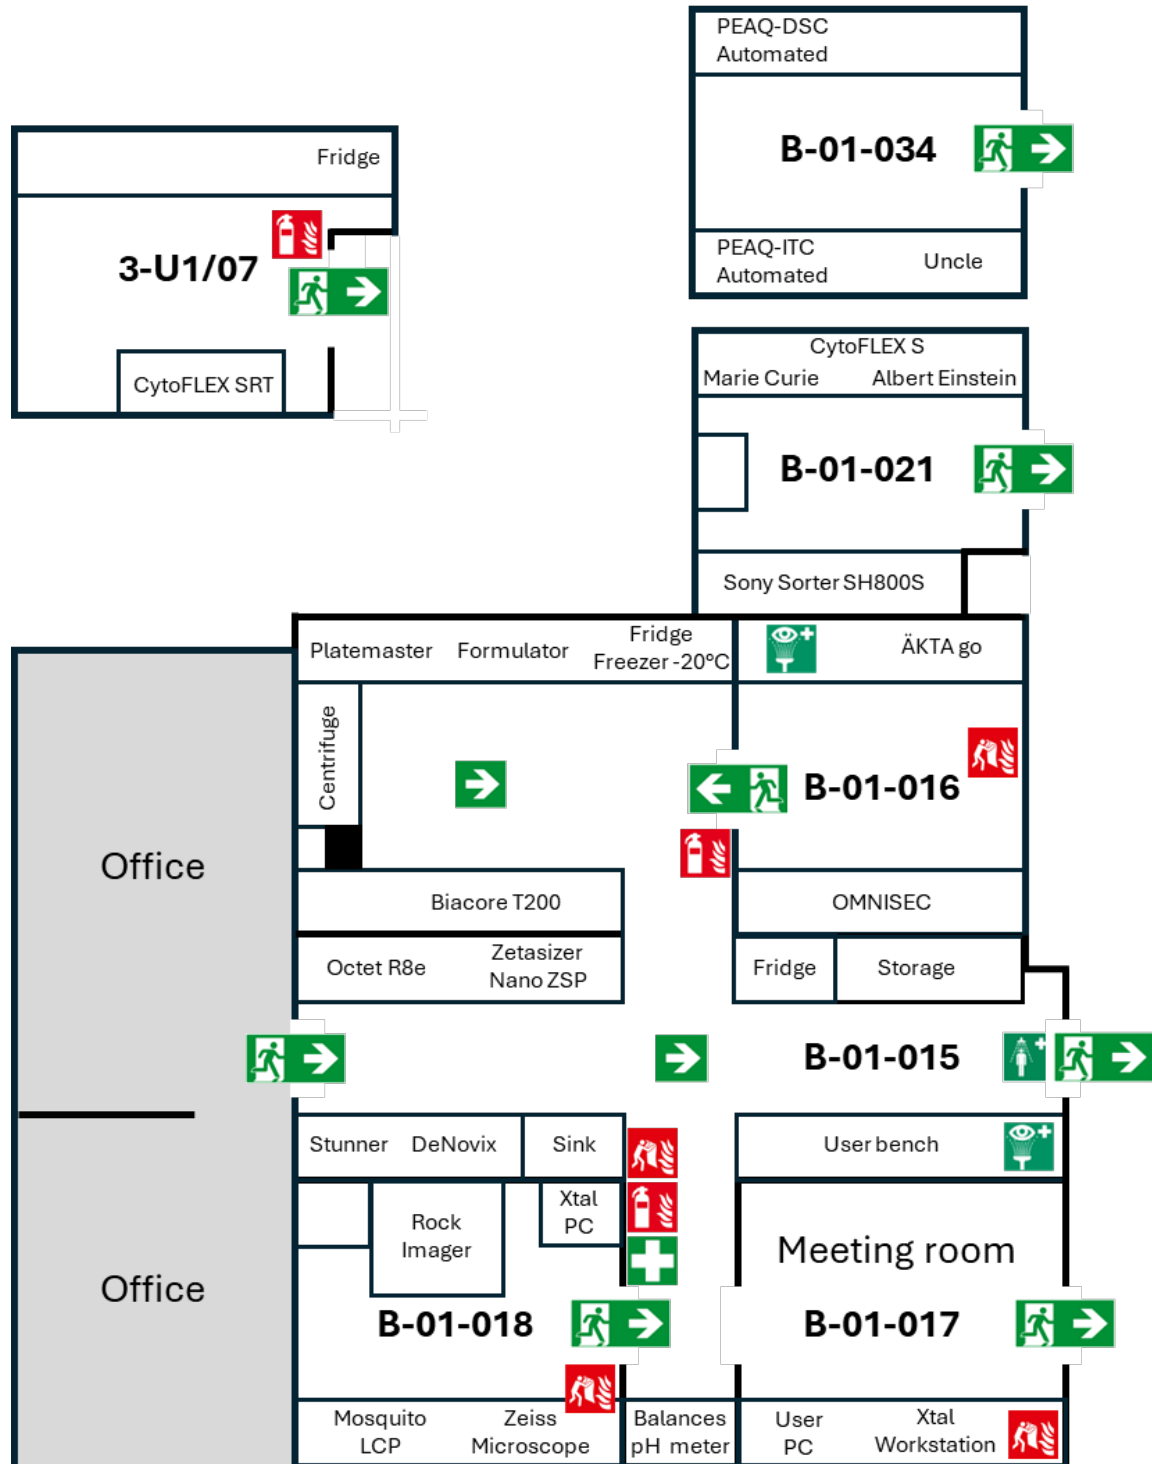 PEAQ-DSC
Automated
B-01-034
PEAQ-ITC
Automated
Uncle
Fridge
3-U1/07
CytoFLEX SRT
CytoFLEX S
Marie Curie
Albert Einstein
B-01-021
Sony Sorter SH800S
Platemaster
Formulator
Fridge
Freezer -20°C
ÄKTA go
Centrifuge
B-01-016
Office
Biacore T200
OMNISEC
Octet R8e
Zetasizer
Nano ZSP
Fridge
Storage
B-01-015
Stunner
DeNovix
Sink
User bench
Xtal
PC
Rock
Imager
Meeting room
Office
B-01-018
B-01-017
Mosquito
LCP
Zeiss
Microscope
Balances
pH meter
User
PC
Xtal
Workstation